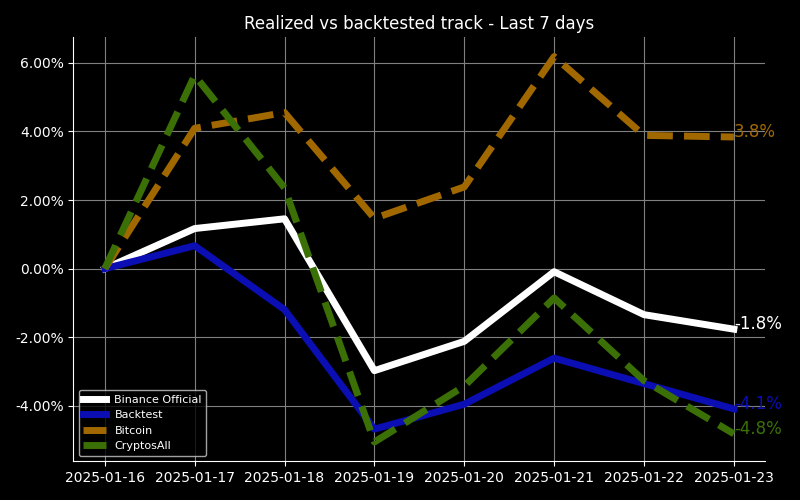 Realized vs backtested track - Last 7 days
6.00%
4.00%
2.00%
0.00%
-2.00%
-4.00%
3.8%
-1.8%
-4.1%
-4.8%
Binance Official
Backtest
Bitcoin
CryptosAll
2025-01-16 2025-01-17 2025-01-18 2025-01-19 2025-01-20 2025-01-21 2025-01-22 2025-01-23